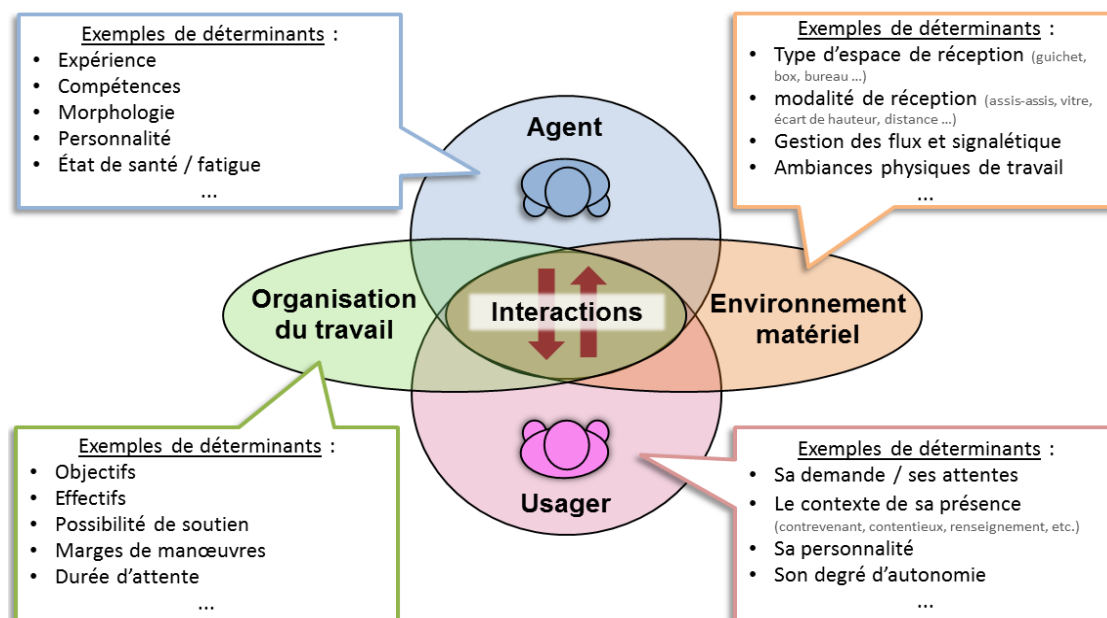 Exemples de déterminants :
• Expérience
• Compétences
• Morphologie
• Personnalité
• État de santé / fatigue
...
Exemples de déterminants :
• Type d'espace de réception (guichet,
box, bureau ...)
• modalité de réception (assis-assis, vitre,
écart de hauteur, distance ...)
• Gestion des flux et signalétique
• Ambiances physiques de travail
...
Agent
Organisation
du travail
Interactions
Environnement
matériel
Usager
Exemples de déterminants :
• Objectifs
• Effectifs
• Possibilité de soutien
• Marges de manœuvres
• Durée d'attente
...
Exemples de déterminants :
• Sa demande / ses attentes
• Le contexte de sa présence
(contrevenant, contentieux, renseignement, etc.)
• Sa personnalité
• Son degré d'autonomie
...